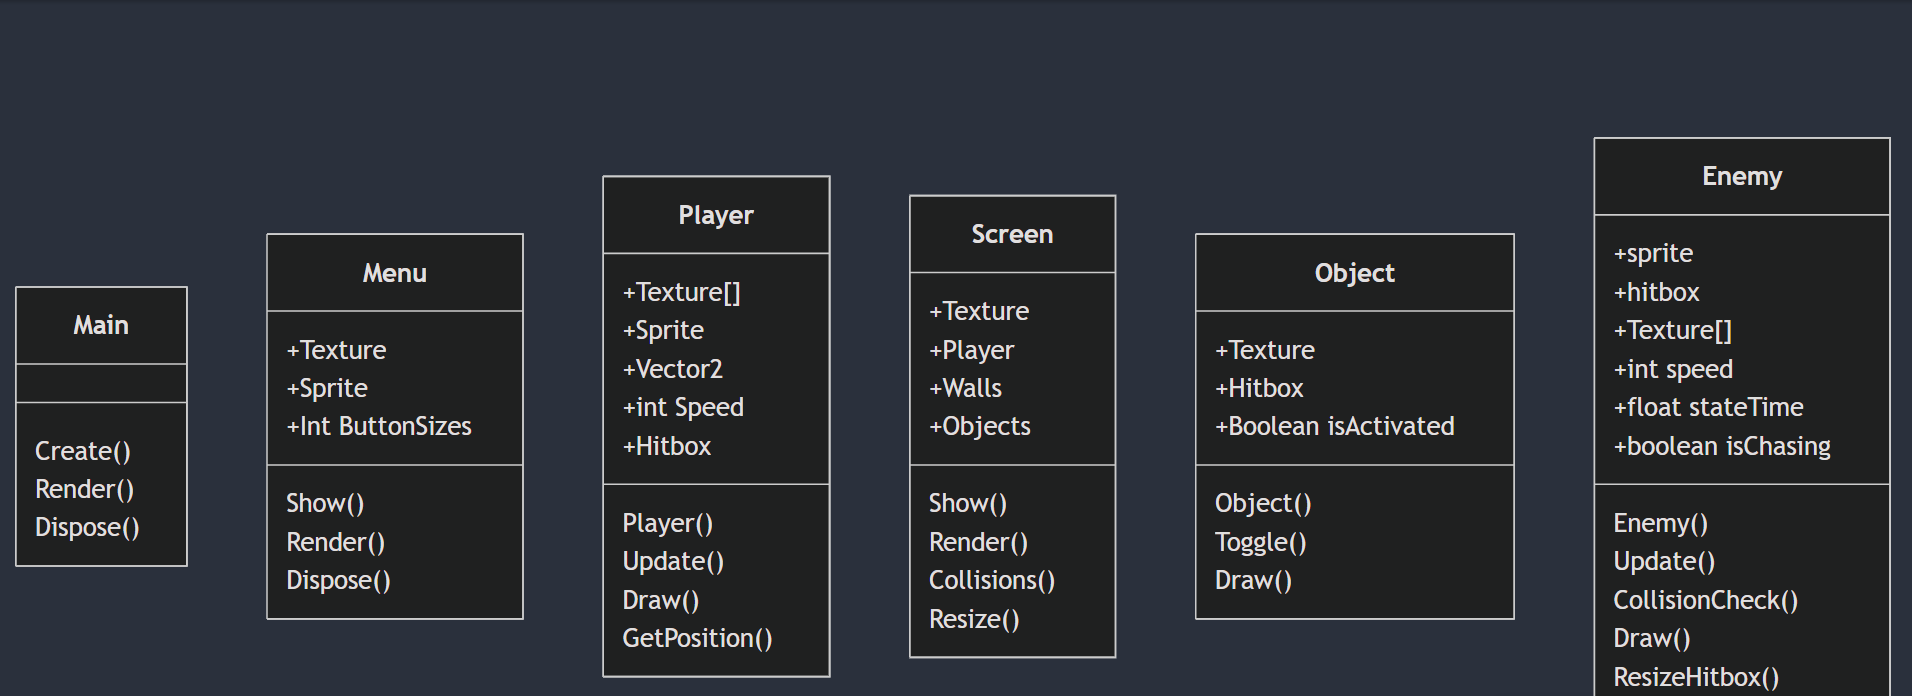 Main
Create()
Render()
Dispose()
Menu
+Texture
+Sprite
+Int ButtonSizes
Show()
Render()
Dispose()
Player
+Texture[]
+Sprite
+Vector2
+int Speed
+Hitbox
Player()
Update()
Draw()
GetPosition()
Screen
+Texture
+Player
+Walls
+Objects
Show()
Render()
Collisions()
Resize()
Object
+Texture
+Hitbox
+Boolean isActivated
Object()
Toggle()
Draw()
Enemy
+sprite
+hitbox
+Texture[]
+int speed
+float stateTime
+boolean isChasing
Enemy()
Update()
CollisionCheck()
Draw()
ResizeHitbox()